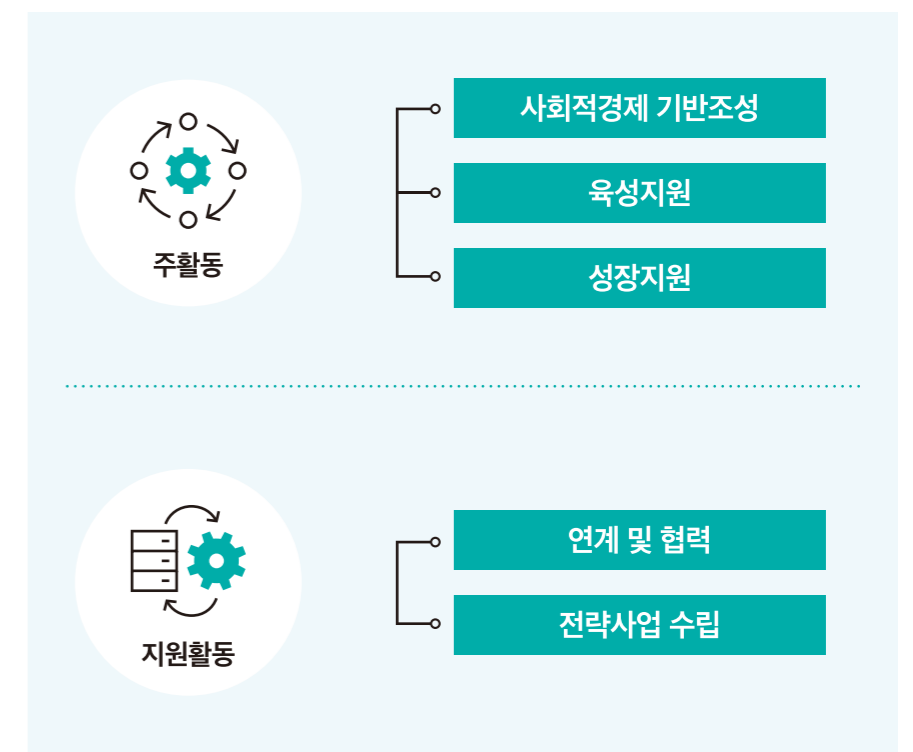 주활동
사회적경제 기반조성
육성지원
성장지원
지원활동
연계 및 협력
전략사업 수립